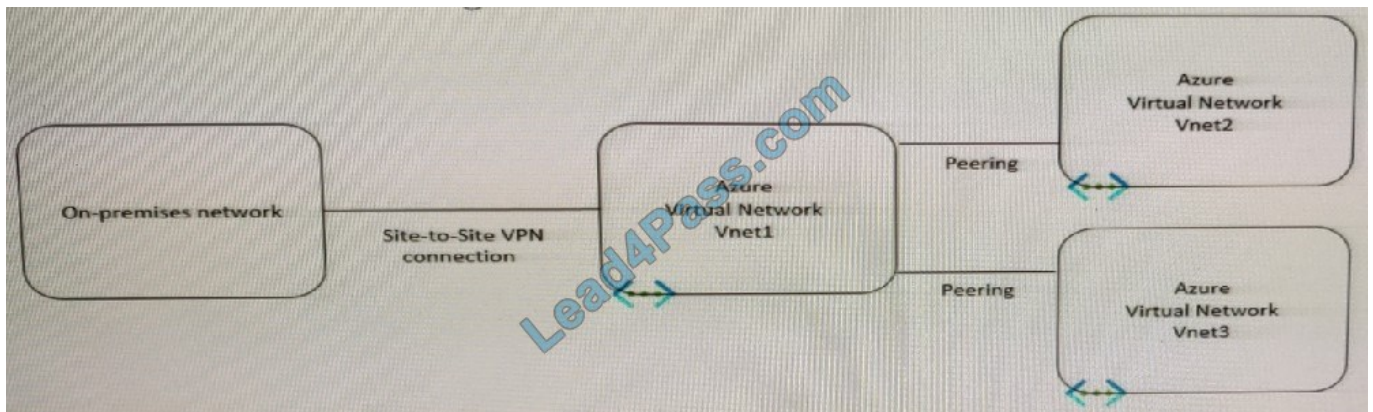 On-premises network
Site-to-Site VPN
connection
Azure
Virtual Network
Vnet1
Peering
Peering
Azure
Virtual Network
Vnet2
Azure
Virtual Network
Vnet3
Lead4Pass.com